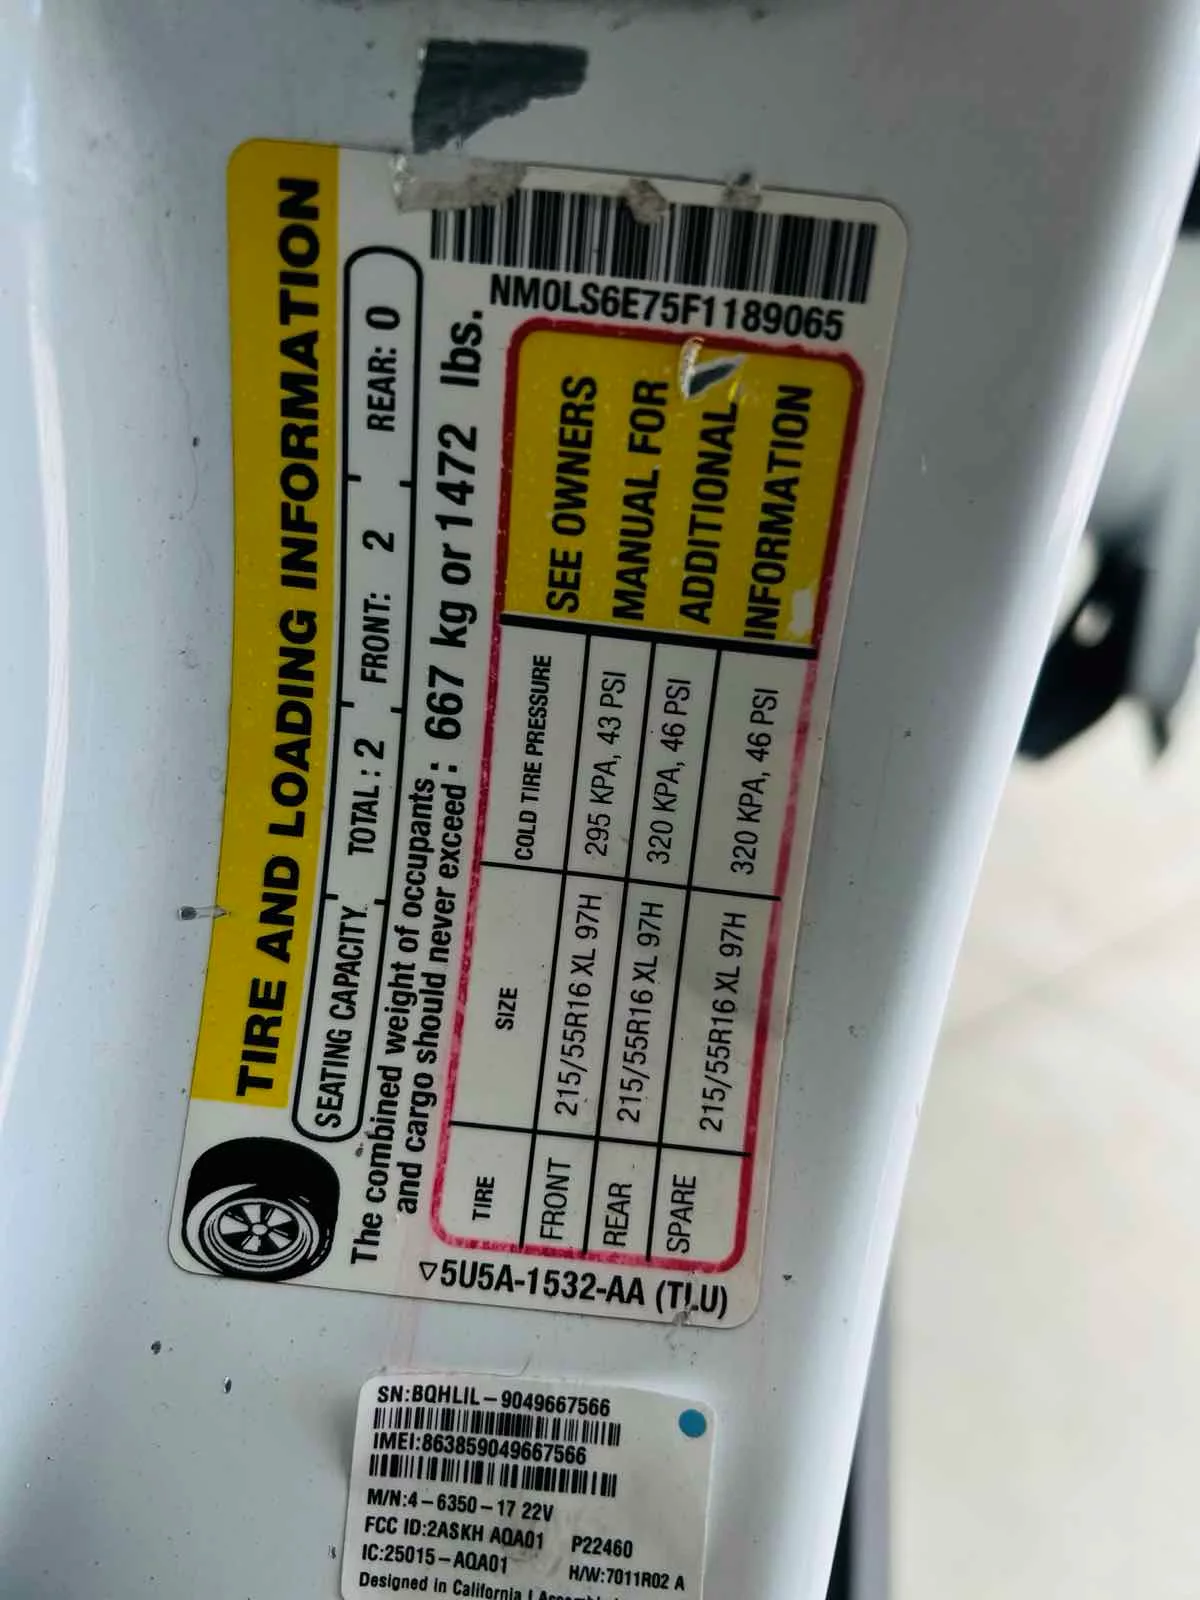 TIRE AND LOADING INFORMATION
SEATING CAPACITY TOTAL: 2 FRONT: 2 REAR: 0
The combined weight of occupants
and cargo should never exceed: 667 kg or 1472 lbs.
TIRE SIZE COLD TIRE PRESSURE
FRONT 215/55R16 XL 97H 295 KPA, 43 PSI
REAR 215/55R16 XL 97H 320 KPA, 46 PSI
SPARE 215/55R16 XL 97H 320 KPA, 46 PSI
SEE OWNERS
MANUAL FOR
ADDITIONAL
INFORMATION
5U5A-1532-AA (TLU)
NM0LS6E75F1189065
SN:BQHLIL-9049667566
IMEI:863859049667566
M/N:4-6350-17 22V
FCC ID:2ASKH AQA01 P22460
IC:25015-AQA01 H/W:7011R02 A
Designed in California